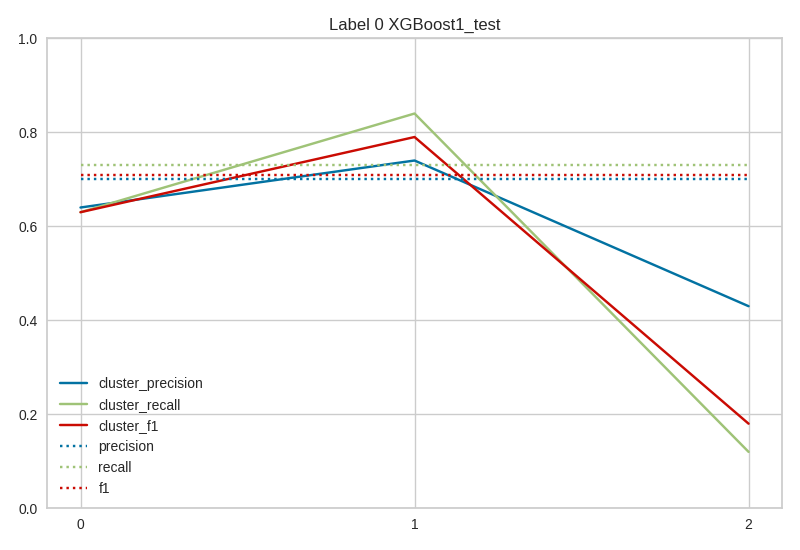 Label 0 XGBoost1_test
1.0
0.8
0.6
0.4
0.2
0.0
cluster_precision
cluster_recall
cluster_f1
precision
recall
f1
0 1 2